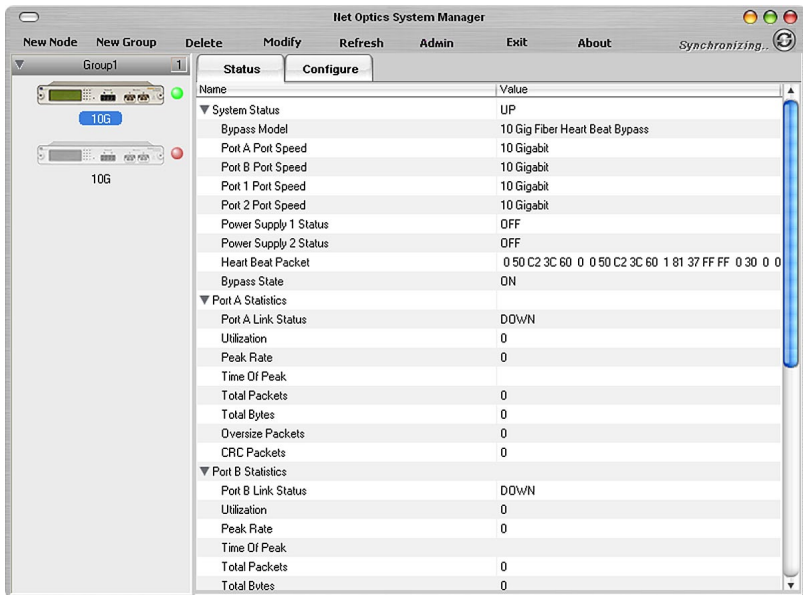 Net Optics System Manager
New Node New Group Delete Modify Refresh Admin Exit About Synchronizing..
Group1 1
10G
10G
Status Configure
Name Value
System Status UP
Bypass Model 10 Gig Fiber Heart Beat Bypass
Port A Port Speed 10 Gigabit
Port B Port Speed 10 Gigabit
Port 1 Port Speed 10 Gigabit
Port 2 Port Speed 10 Gigabit
Power Supply 1 Status OFF
Power Supply 2 Status OFF
Heart Beat Packet 0 50 C2 3C 60 0 0 50 C2 3C 60 1 81 37 FF FF 0 30 0 0
Bypass State ON
Port A Statistics
Port A Link Status DOWN
Utilization 0
Peak Rate 0
Time Of Peak
Total Packets 0
Total Bytes 0
Oversize Packets 0
CRC Packets 0
Port B Statistics
Port B Link Status DOWN
Utilization 0
Peak Rate 0
Time Of Peak
Total Packets 0
Total Bytes 0